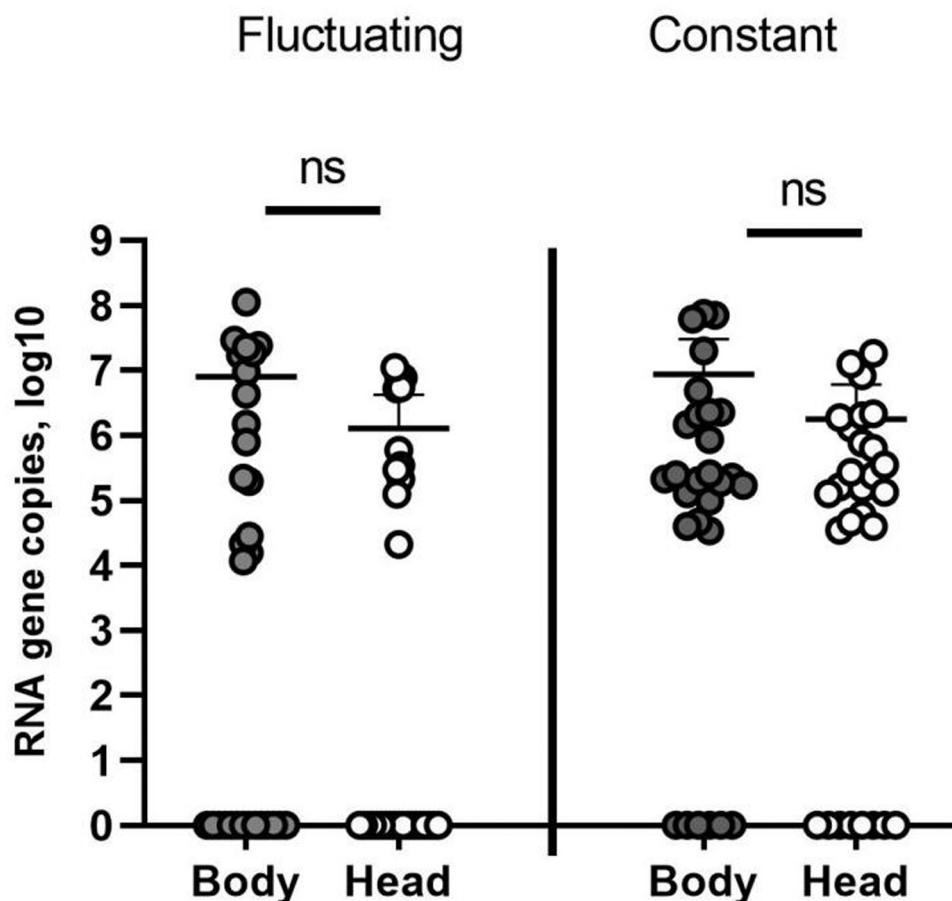 Fluctuating Constant
ns ns
RNA gene copies, log10
9
8
7
6
5
4
3
2
1
0
Body Head Body Head